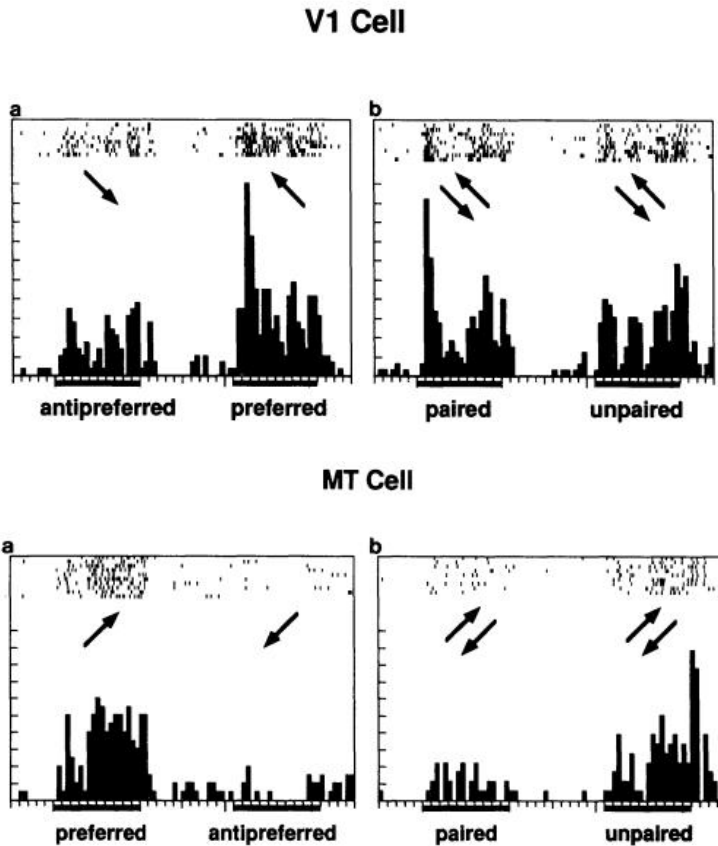 V1 Cell
a
b
antipreferred preferred
paired unpaired
MT Cell
a
b
preferred antipreferred
paired unpaired